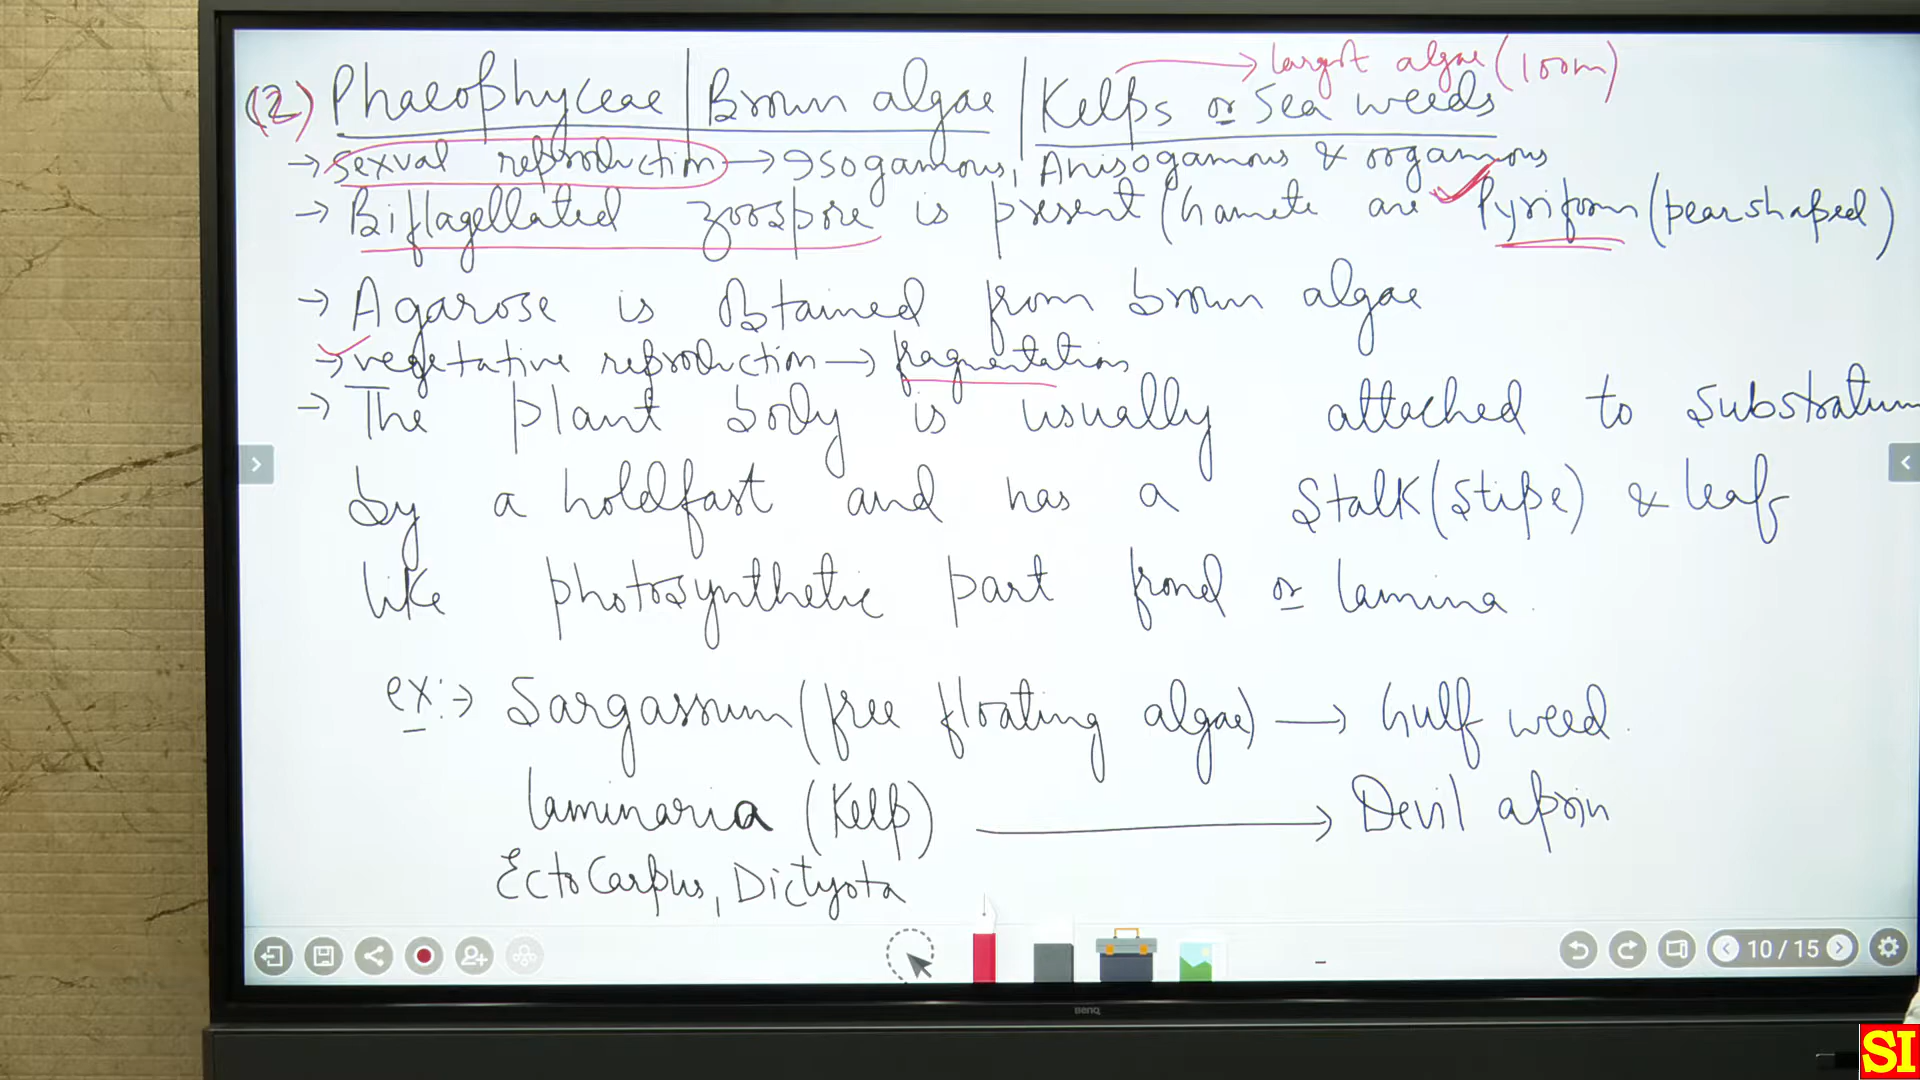 → largst algae (100m)
(2) Phaeophyceae | Brown algae | Kelps or Sea weeds
→ sexual reproduction → Isogamous, Anisogamous & oogamous
→ Biflagellated zoospore is present (Gamete are Pyriform (pear shaped)
→ Agarose is obtained from brown algae
→ vegetative reproduction → fragmentation
→ The plant body is usually attached to substratum
by a holdfast and has a Stalk (Stipe) & leaf
like photosynthetic part frond or lamina.
ex:→ Sargassum (free floating algae) → Gulf weed.
laminaria (Kelp) → Devil apron
Ectocarpus, Dictyota
10 / 15
BenQ
SI